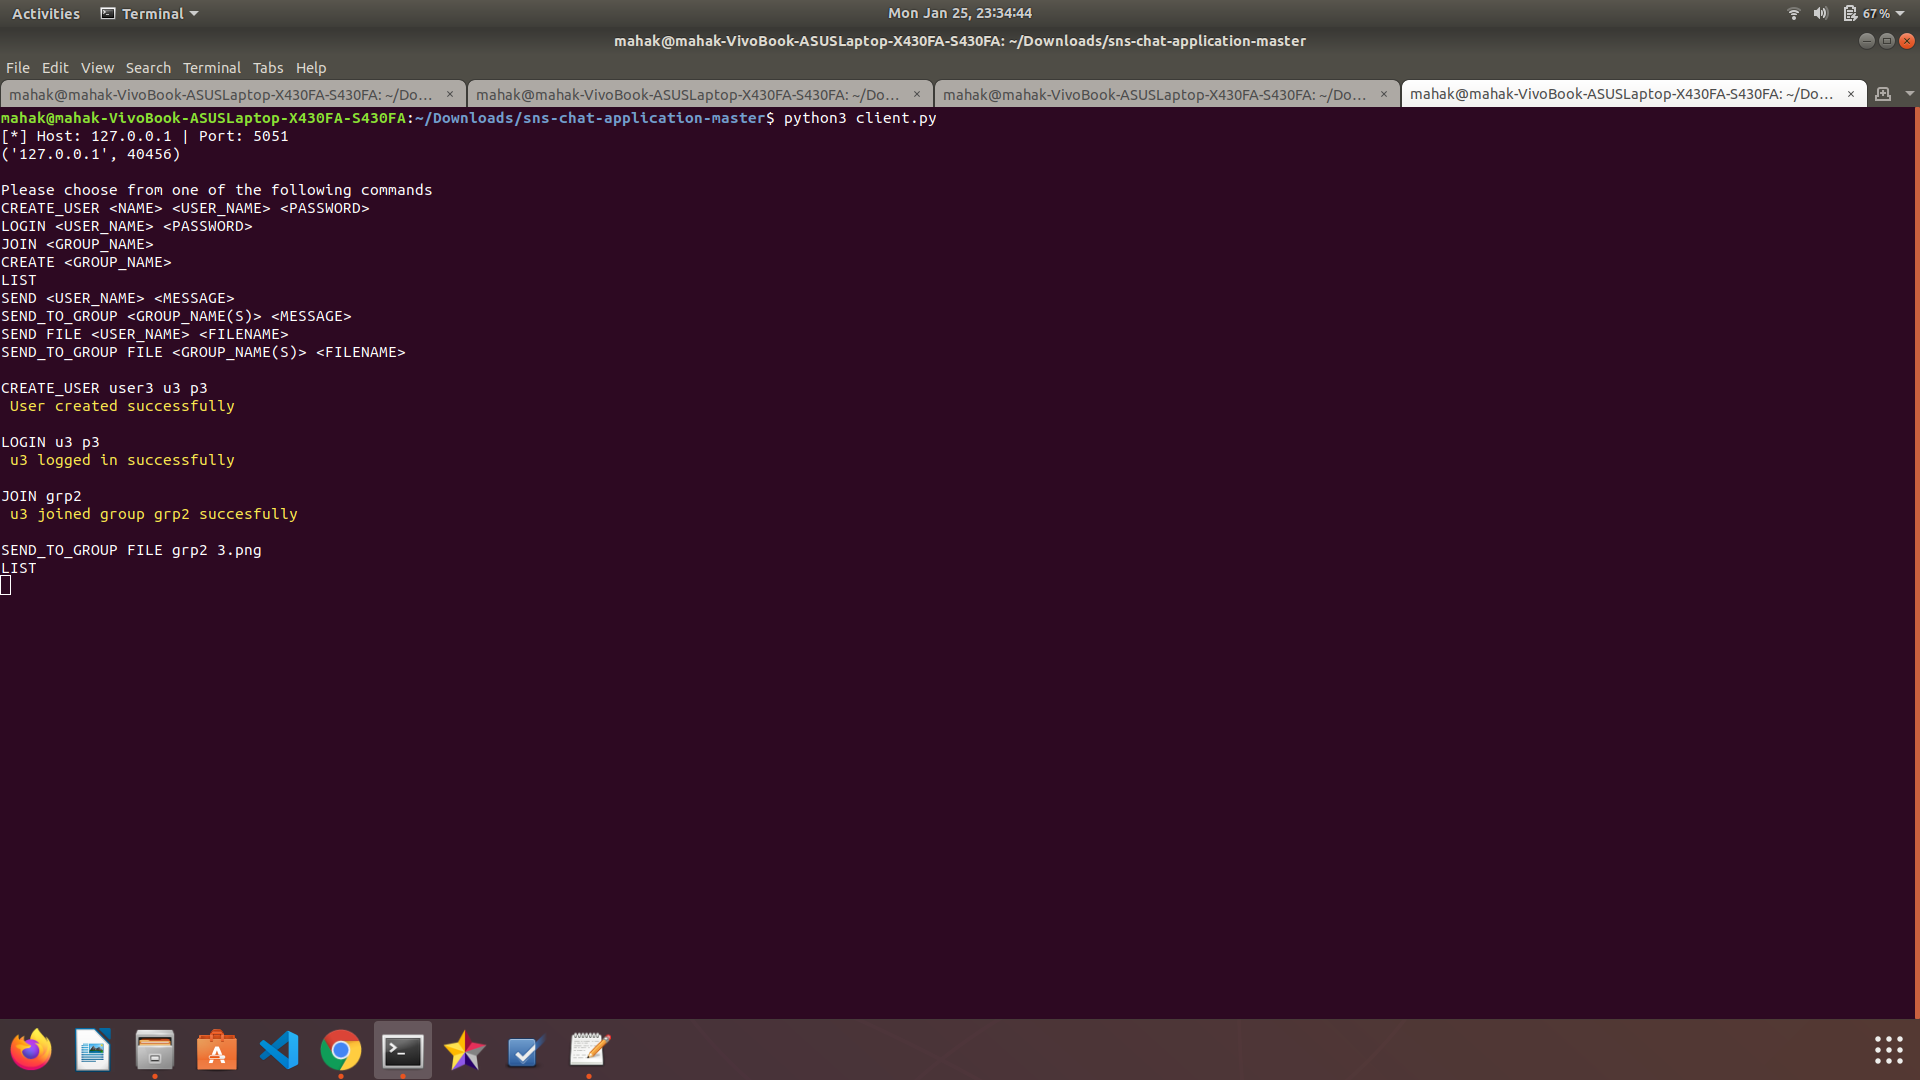 Activities Terminal Mon Jan 25, 23:34:44 67%
mahak@mahak-VivoBook-ASUSLaptop-X430FA-S430FA: ~/Downloads/sns-chat-application-master
File Edit View Search Terminal Tabs Help
mahak@mahak-VivoBook-ASUSLaptop-X430FA-S430FA: ~/Do... × mahak@mahak-VivoBook-ASUSLaptop-X430FA-S430FA: ~/Do... × mahak@mahak-VivoBook-ASUSLaptop-X430FA-S430FA: ~/Do... × mahak@mahak-VivoBook-ASUSLaptop-X430FA-S430FA: ~/Do... ×
mahak@mahak-VivoBook-ASUSLaptop-X430FA-S430FA:~/Downloads/sns-chat-application-master$ python3 client.py
[*] Host: 127.0.0.1 | Port: 5051
('127.0.0.1', 40456)
Please choose from one of the following commands
CREATE_USER <NAME> <USER_NAME> <PASSWORD>
LOGIN <USER_NAME> <PASSWORD>
JOIN <GROUP_NAME>
CREATE <GROUP_NAME>
LIST
SEND <USER_NAME> <MESSAGE>
SEND_TO_GROUP <GROUP_NAME(S)> <MESSAGE>
SEND FILE <USER_NAME> <FILENAME>
SEND_TO_GROUP FILE <GROUP_NAME(S)> <FILENAME>
CREATE_USER user3 u3 p3
User created successfully
LOGIN u3 p3
u3 logged in successfully
JOIN grp2
u3 joined group grp2 succesfully
SEND_TO_GROUP FILE grp2 3.png
LIST